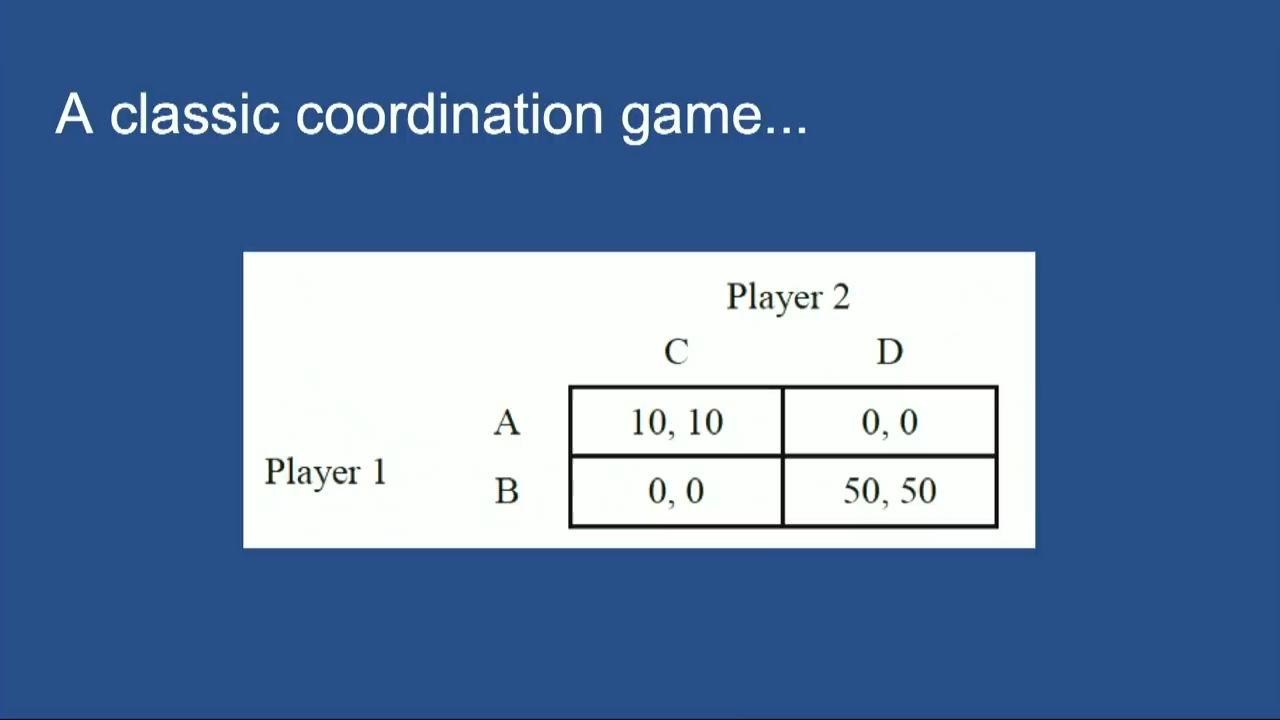 A classic coordination game...
Player 2
C D
A 10, 10 0, 0
Player 1
B 0, 0 50, 50